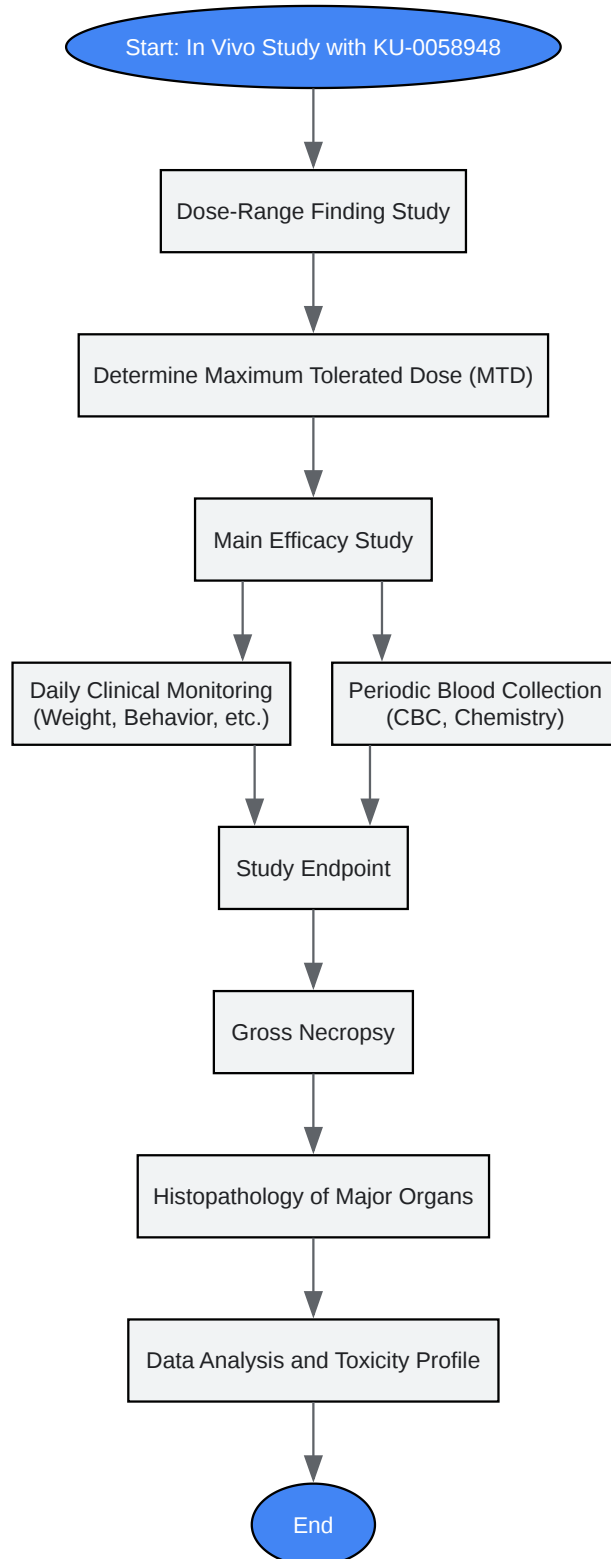 Start: In Vivo Study with KU-0058948
Dose-Range Finding Study
Determine Maximum Tolerated Dose (MTD)
Main Efficacy Study
Daily Clinical Monitoring
(Weight, Behavior, etc.)
Periodic Blood Collection
(CBC, Chemistry)
Study Endpoint
Gross Necropsy
Histopathology of Major Organs
Data Analysis and Toxicity Profile
End